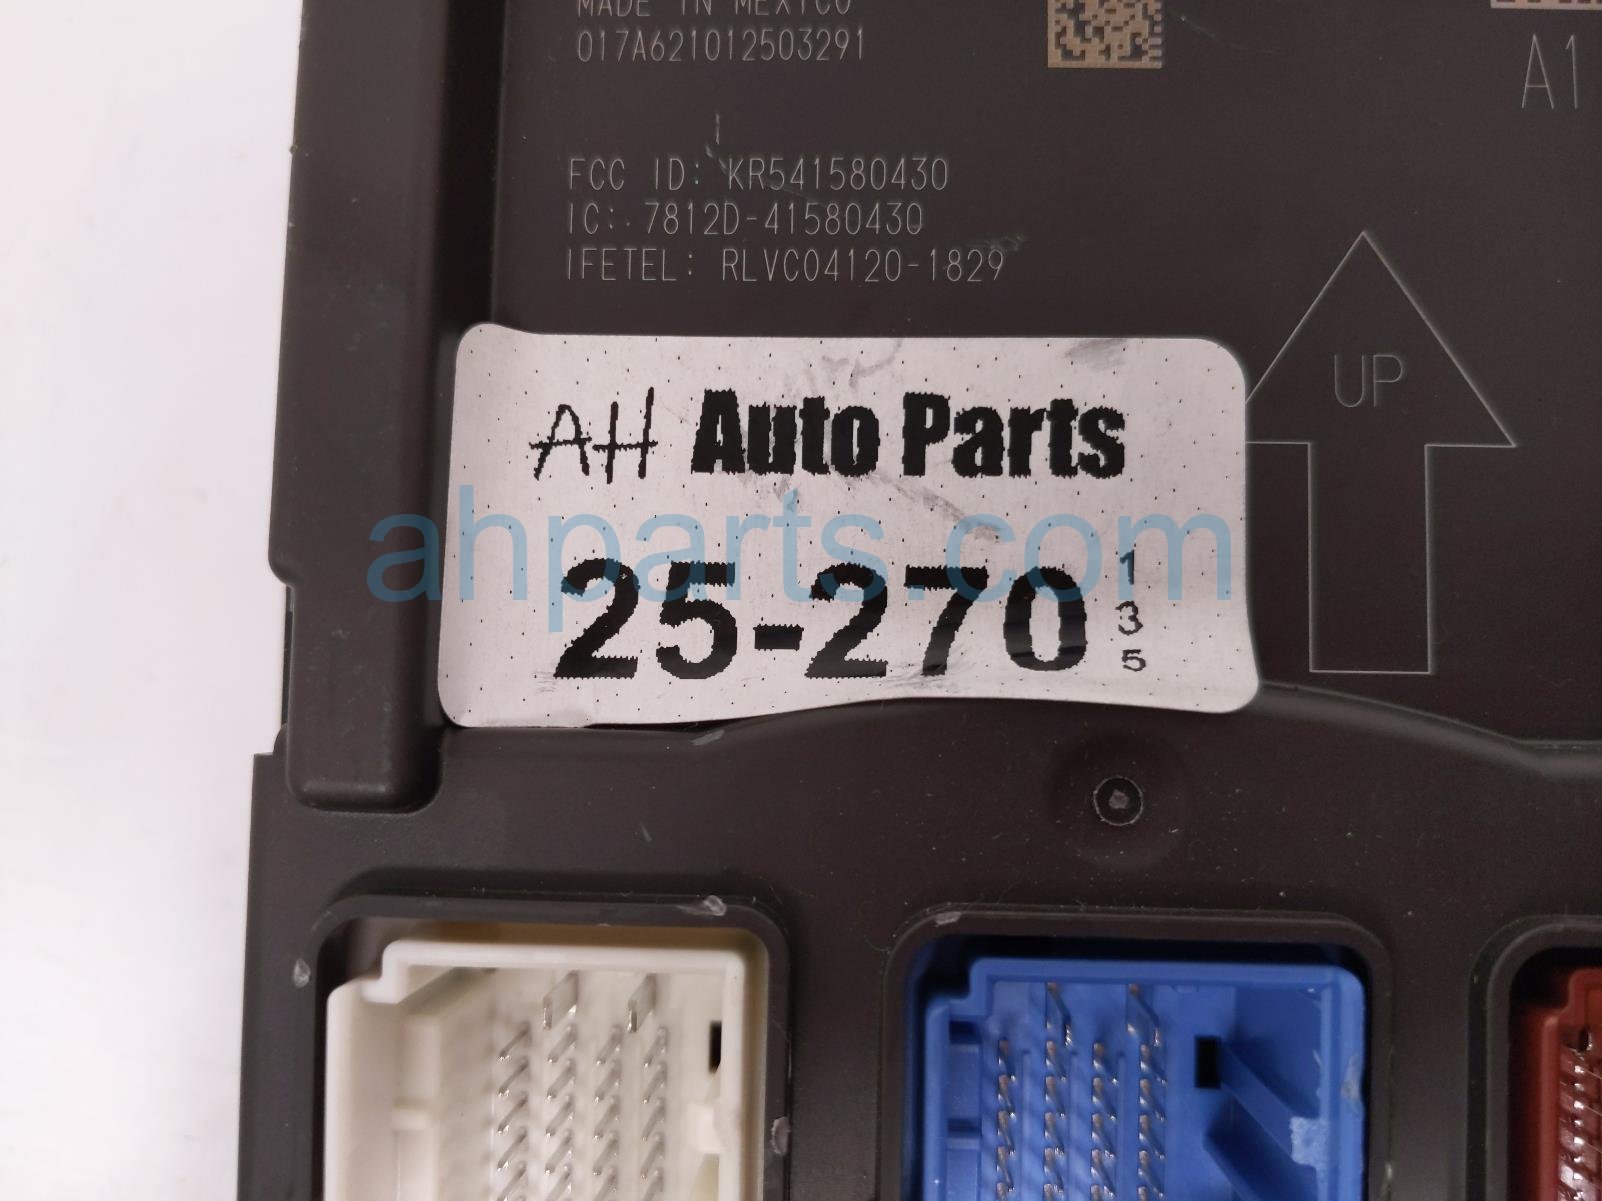 MADE IN MEXICO
017A621012503291
A1
FCC ID: KR541580430
IC: 7812D-41580430
IFETEL: RLVC04120-1829
UP
AH Auto Parts
ahparts.com
25-270
1
3
5